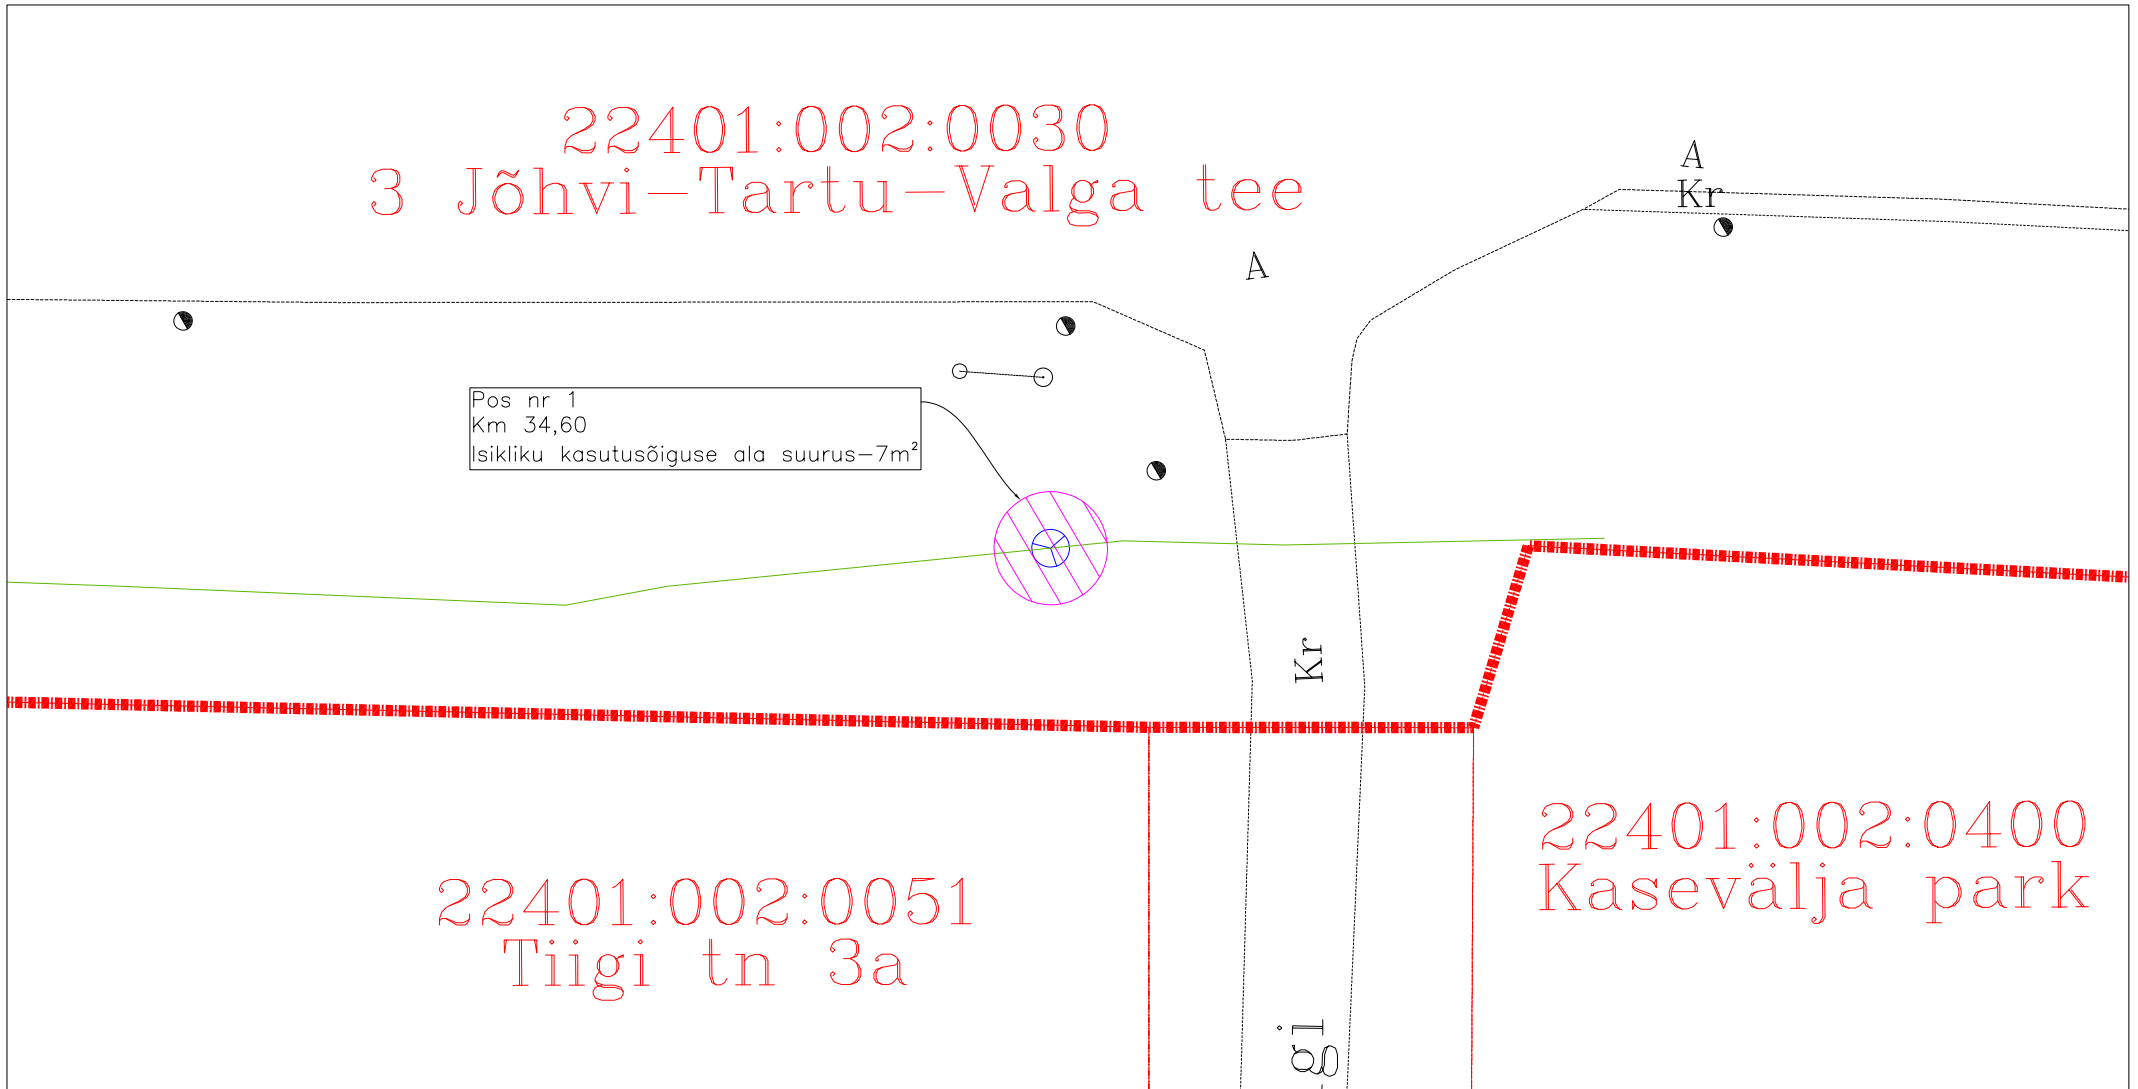 22401:002:0030
3 Jõhvi-Tartu-Valga tee
A
Kr
A
Pos nr 1
Km 34,60
Isikliku kasutusõiguse ala suurus-7m²
Kr
22401:002:0400
Kasevälja park
22401:002:0051
Tiigi tn 3a